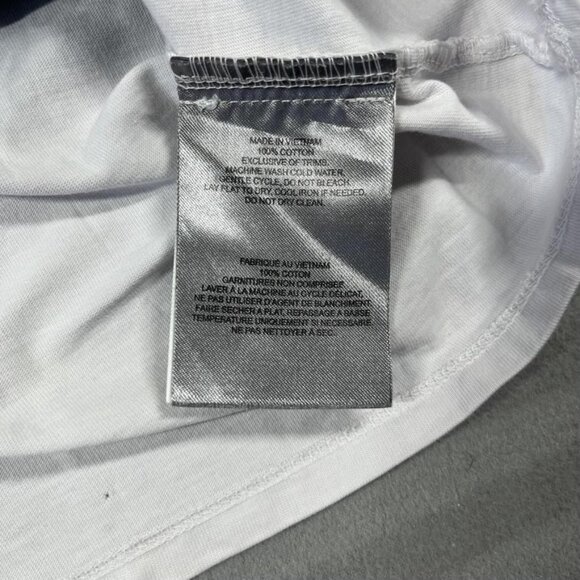 MADE IN VIETNAM
100% COTTON
EXCLUSIVE OF TRIMS.
MACHINE WASH COLD WATER,
GENTLE CYCLE, DO NOT BLEACH.
LAY FLAT TO DRY, COOL IRON IF NEEDED.
DO NOT DRY CLEAN.
FABRIQUÉ AU VIETNAM
100% COTON
GARNITURES NON COMPRISES
LAVER À LA MACHINE AU CYCLE DÉLICAT,
NE PAS UTILISER D'AGENT DE BLANCHIMENT,
FAIRE SÉCHER À PLAT, REPASSAGE À BASSE
TEMPÉRATURE UNIQUEMENT SI NÉCESSAIRE.
NE PAS NETTOYER À SEC.